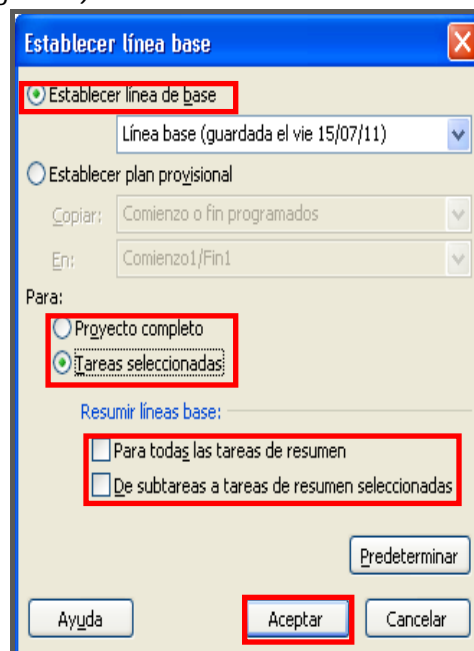 Establecer línea base
Establecer línea de base
Línea base (guardada el vie 15/07/11)
Establecer plan provisional
Copiar: Comienzo o fin programados
En: Comienzo1/Fin1
Para:
Proyecto completo
Tareas seleccionadas
Resumir líneas base:
Para todas las tareas de resumen
De subtareas a tareas de resumen seleccionadas
Predeterminar
Ayuda Aceptar Cancelar